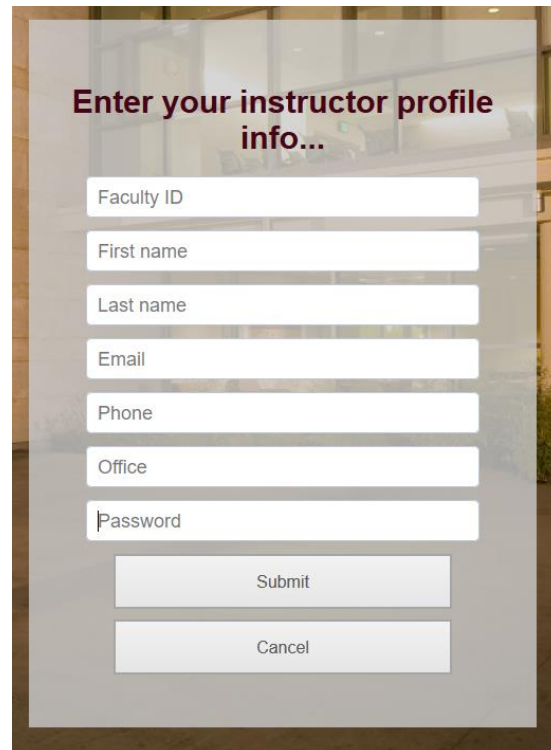 Enter your instructor profile
info...
Faculty ID
First name
Last name
Email
Phone
Office
Password
Submit
Cancel